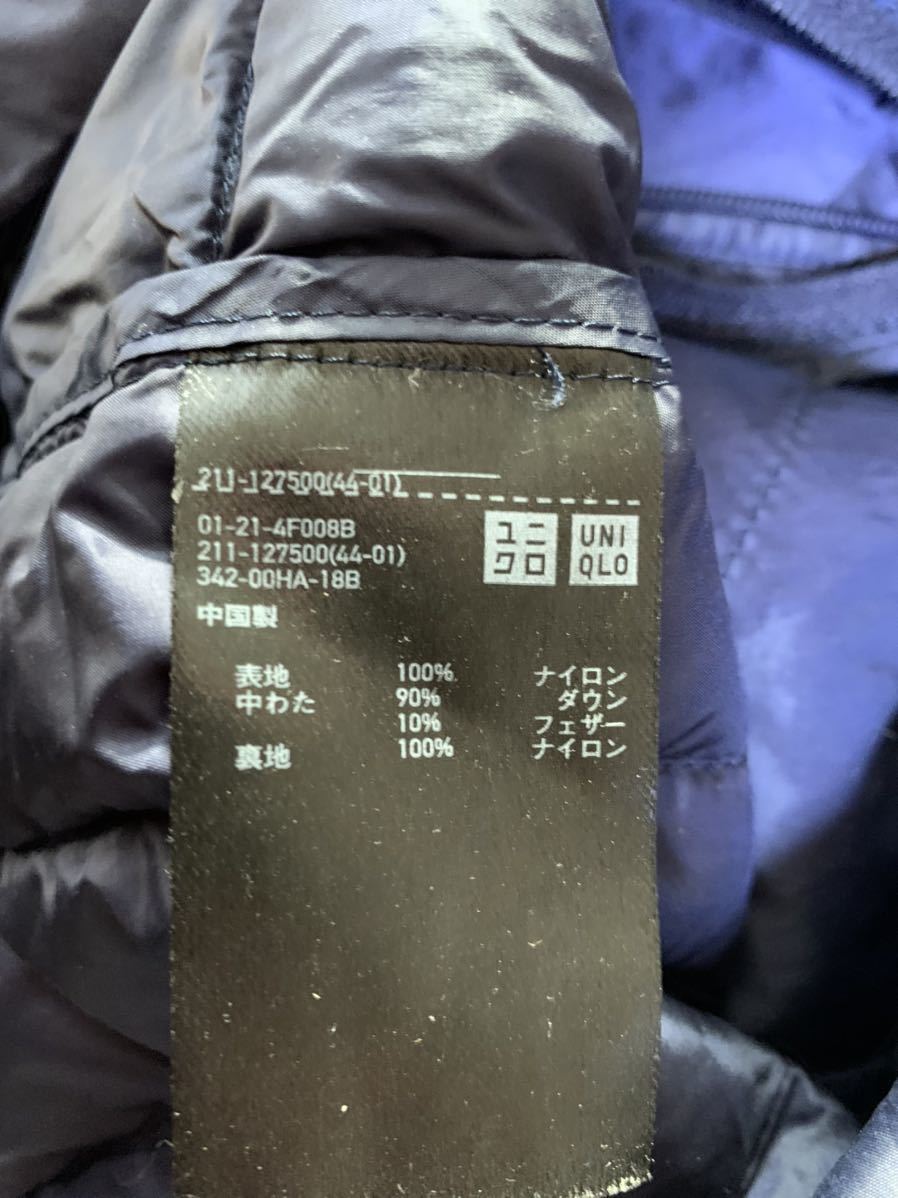 211-127500(44-01)
01-21-4F008B
211-127500(44-01)
342-00HA-18B
中国製
ユニ
クロ
UNI
QLO
表地 100% ナイロン
中わた 90% ダウン
10% フェザー
裏地 100% ナイロン